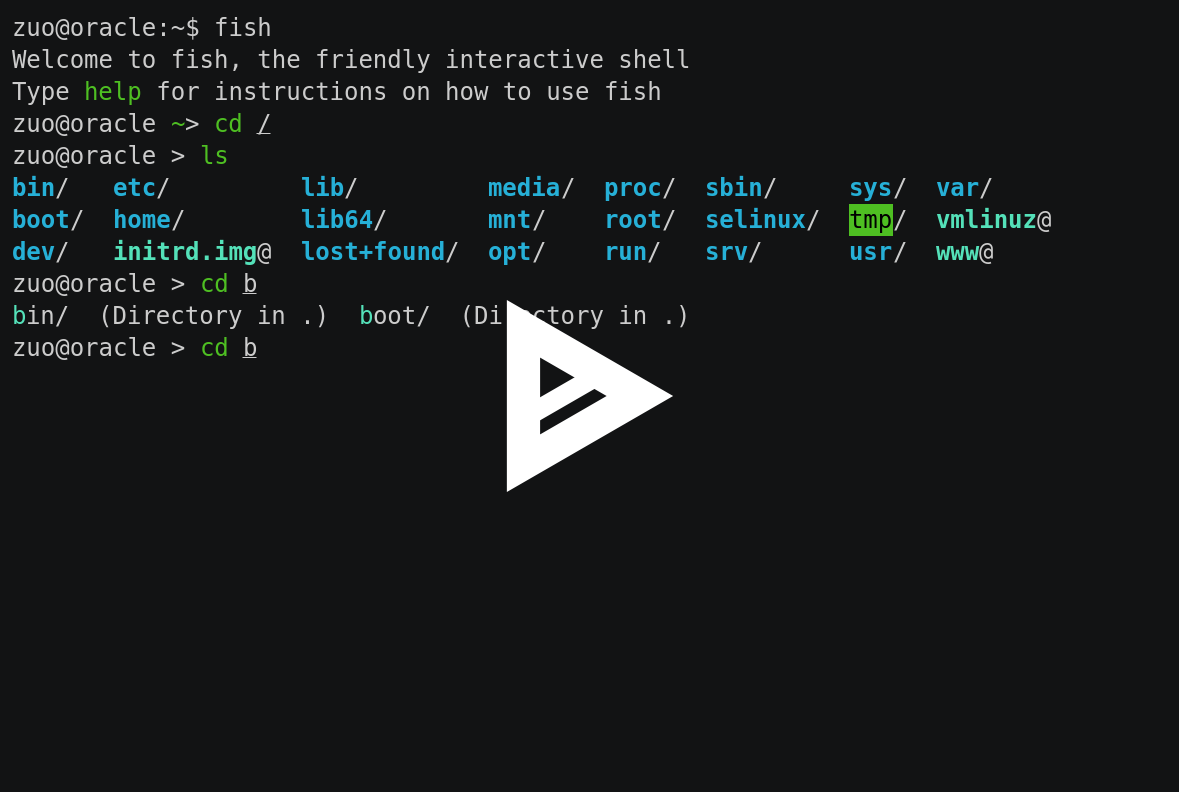 zuo@oracle:~$ fish
Welcome to fish, the friendly interactive shell
Type help for instructions on how to use fish
zuo@oracle ~> cd /
zuo@oracle > ls
bin/ etc/ lib/ media/ proc/ sbin/ sys/ var/
boot/ home/ lib64/ mnt/ root/ selinux/ tmp/ vmlinuz@
dev/ initrd.img@ lost+found/ opt/ run/ srv/ usr/ www@
zuo@oracle > cd b
bin/ (Directory in .) boot/ (Directory in .)
zuo@oracle > cd b